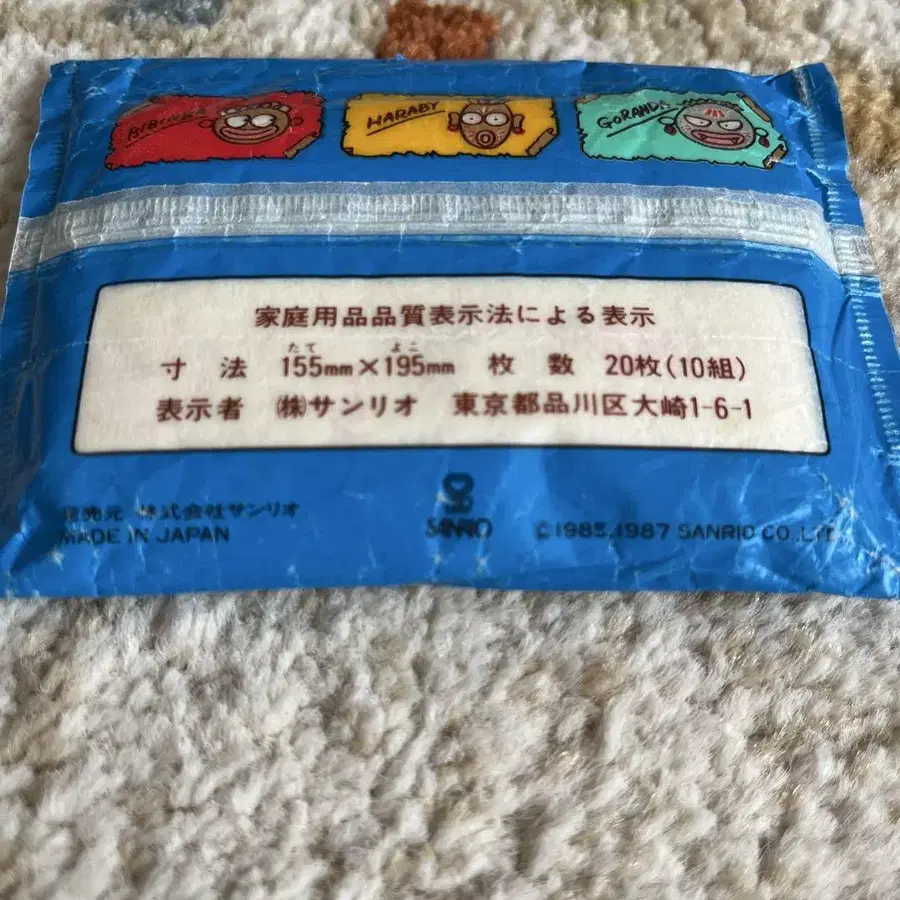 HARABY
家庭用品品質表示法による表示
たて よこ
寸法 155mm×195mm 枚数 20枚(10組)
表示者 ㈱サンリオ 東京都品川区大崎1-6-1
発売元 株式会社サンリオ
MADE IN JAPAN
SANRIO
©1985,1987 SANRIO CO.,LTD.